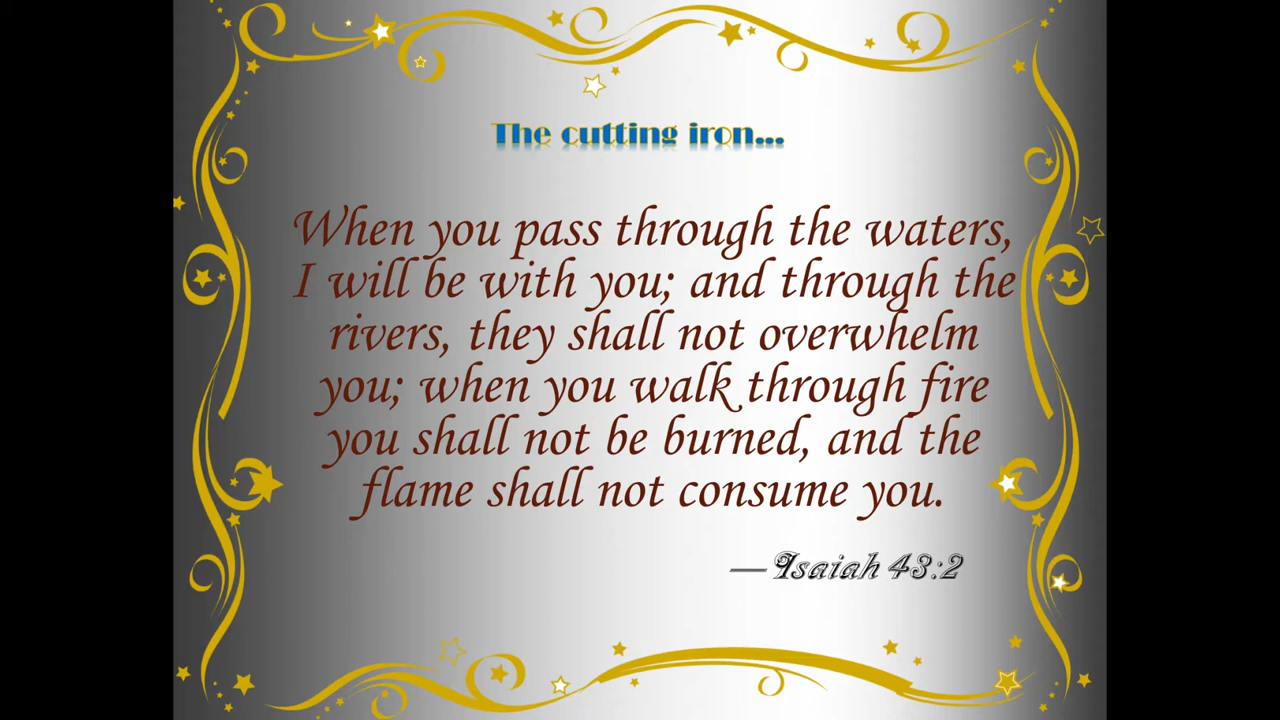 The cutting iron...
When you pass through the waters,
I will be with you; and through the
rivers, they shall not overwhelm
you; when you walk through fire
you shall not be burned, and the
flame shall not consume you.
—Isaiah 43:2